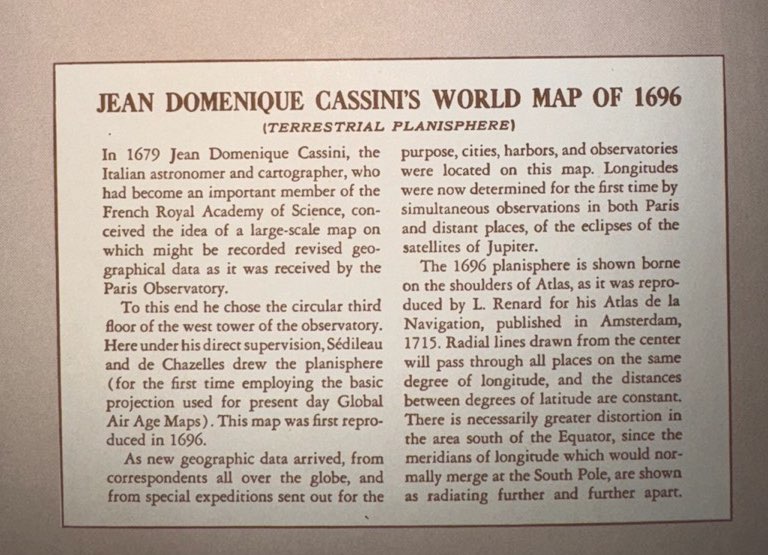 JEAN DOMENIQUE CASSINI'S WORLD MAP OF 1696
(TERRESTRIAL PLANISPHERE)
In 1679 Jean Domenique Cassini, the
Italian astronomer and cartographer, who
had become an important member of the
French Royal Academy of Science, con-
ceived the idea of a large-scale map on
which might be recorded revised geo-
graphical data as it was received by the
Paris Observatory.
To this end he chose the circular third
floor of the west tower of the observatory.
Here under his direct supervision, Sédileau
and de Chazelles drew the planisphere
(for the first time employing the basic
projection used for present day Global
Air Age Maps). This map was first repro-
duced in 1696.
As new geographic data arrived, from
correspondents all over the globe, and
from special expeditions sent out for the
purpose, cities, harbors, and observatories
were located on this map. Longitudes
were now determined for the first time by
simultaneous observations in both Paris
and distant places, of the eclipses of the
satellites of Jupiter.
The 1696 planisphere is shown borne
on the shoulders of Atlas, as it was repro-
duced by L. Renard for his Atlas de la
Navigation, published in Amsterdam,
1715. Radial lines drawn from the center
will pass through all places on the same
degree of longitude, and the distances
between degrees of latitude are constant.
There is necessarily greater distortion in
the area south of the Equator, since the
meridians of longitude which would nor-
mally merge at the South Pole, are shown
as radiating further and further apart.